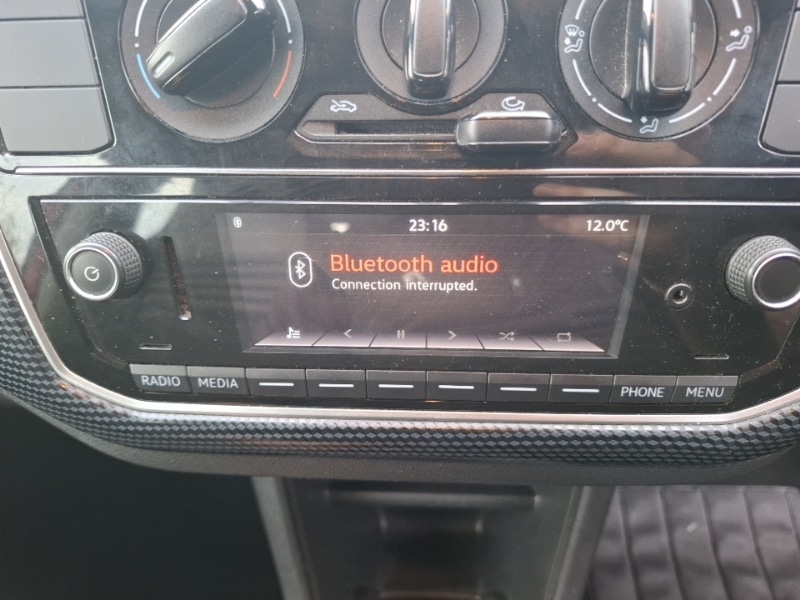 23:16
12.0°C
Bluetooth audio
Connection interrupted.
RADIO
MEDIA
PHONE
MENU